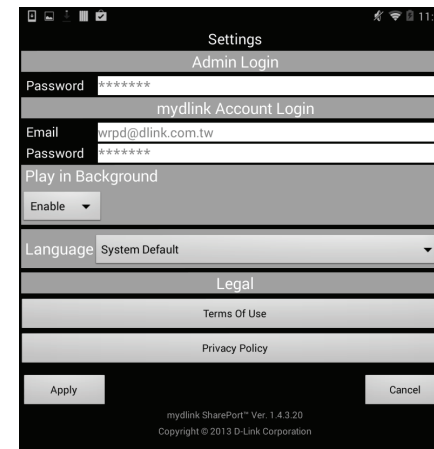 11:
Settings
Admin Login
Password *******
mydlink Account Login
Email wrpd@dlink.com.tw
Password *******
Play in Background
Enable
Language System Default
Legal
Terms Of Use
Privacy Policy
Apply Cancel
mydlink SharePort™ Ver. 1.4.3.20
Copyright © 2013 D-Link Corporation